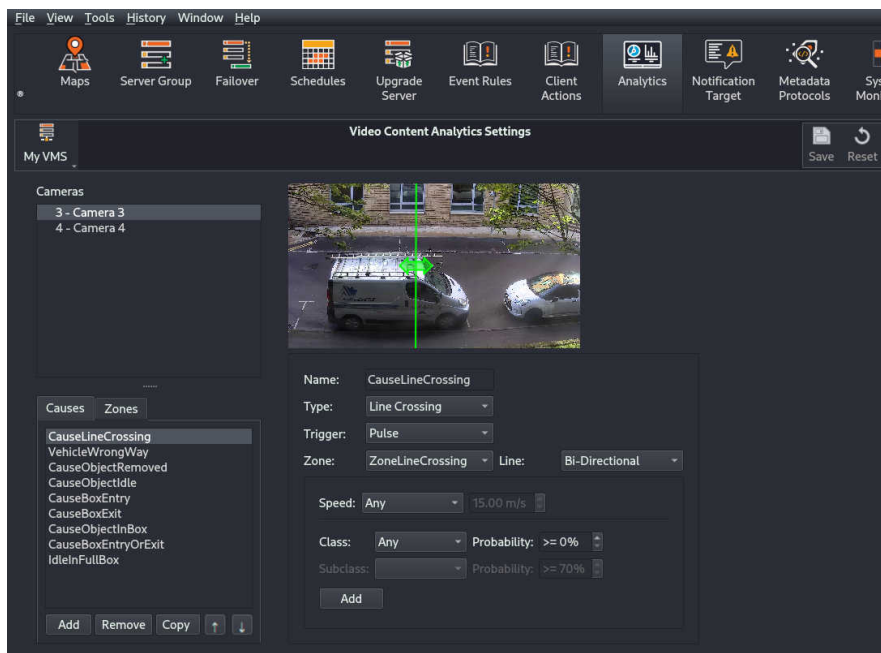 File View Tools History Window Help
Maps
Server Group
Failover
Schedules
Upgrade
Server
Event Rules
Client
Actions
Analytics
Notification
Target
Metadata
Protocols
Sys
Moni
My VMS
Video Content Analytics Settings
Save
Reset
Cameras
3 - Camera 3
4 - Camera 4
Causes
Zones
CauseLineCrossing
VehicleWrongWay
CauseObjectRemoved
CauseObjectIdle
CauseBoxEntry
CauseBoxExit
CauseObjectInBox
CauseBoxEntryOrExit
IdleInFullBox
Add Remove Copy ↑ ↓
Name: CauseLineCrossing
Type: Line Crossing
Trigger: Pulse
Zone: ZoneLineCrossing Line: Bi-Directional
Speed: Any 15.00 m/s
Class: Any Probability: >= 0%
Subclass: Probability: >= 70%
Add